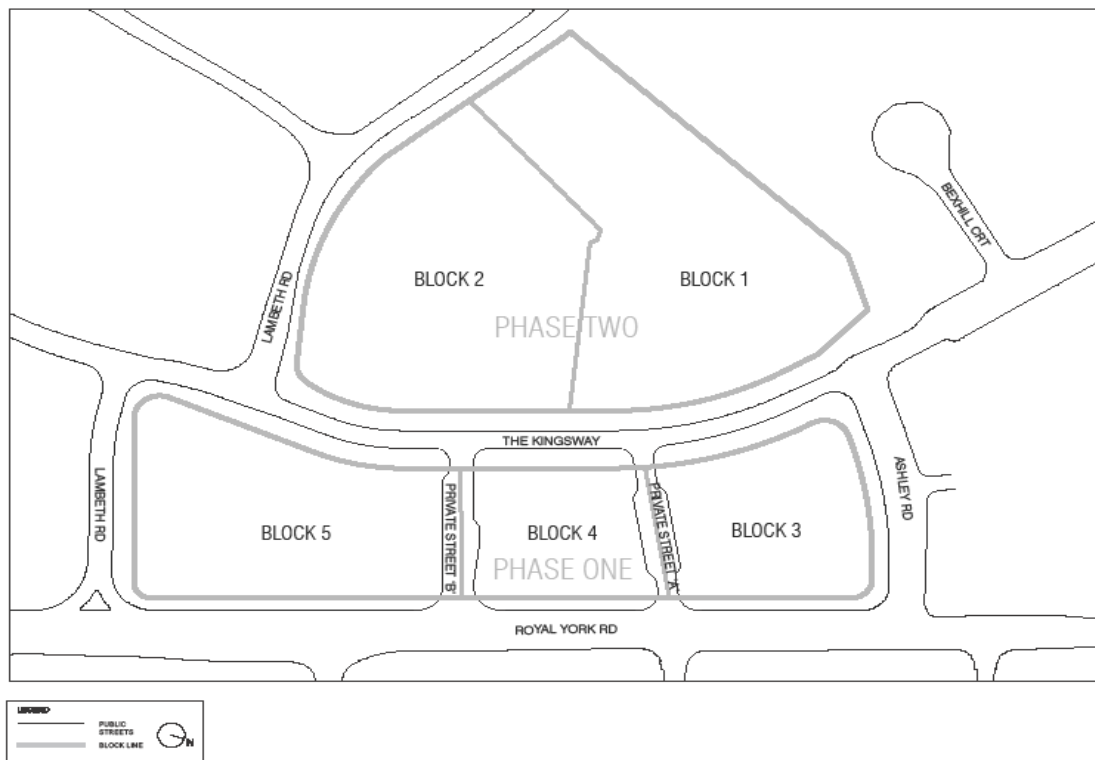 BEXHILL CRT
BLOCK 2
BLOCK 1
LAMBETH RD
PHASE TWO
THE KINGSWAY
LAMBETH RD
PRIVATE STREET 'B'
PRIVATE STREET 'A'
ASHLEY RD
BLOCK 5
BLOCK 4
BLOCK 3
PHASE ONE
ROYAL YORK RD
LEGEND
PUBLIC
STREETS
BLOCK LINE
N